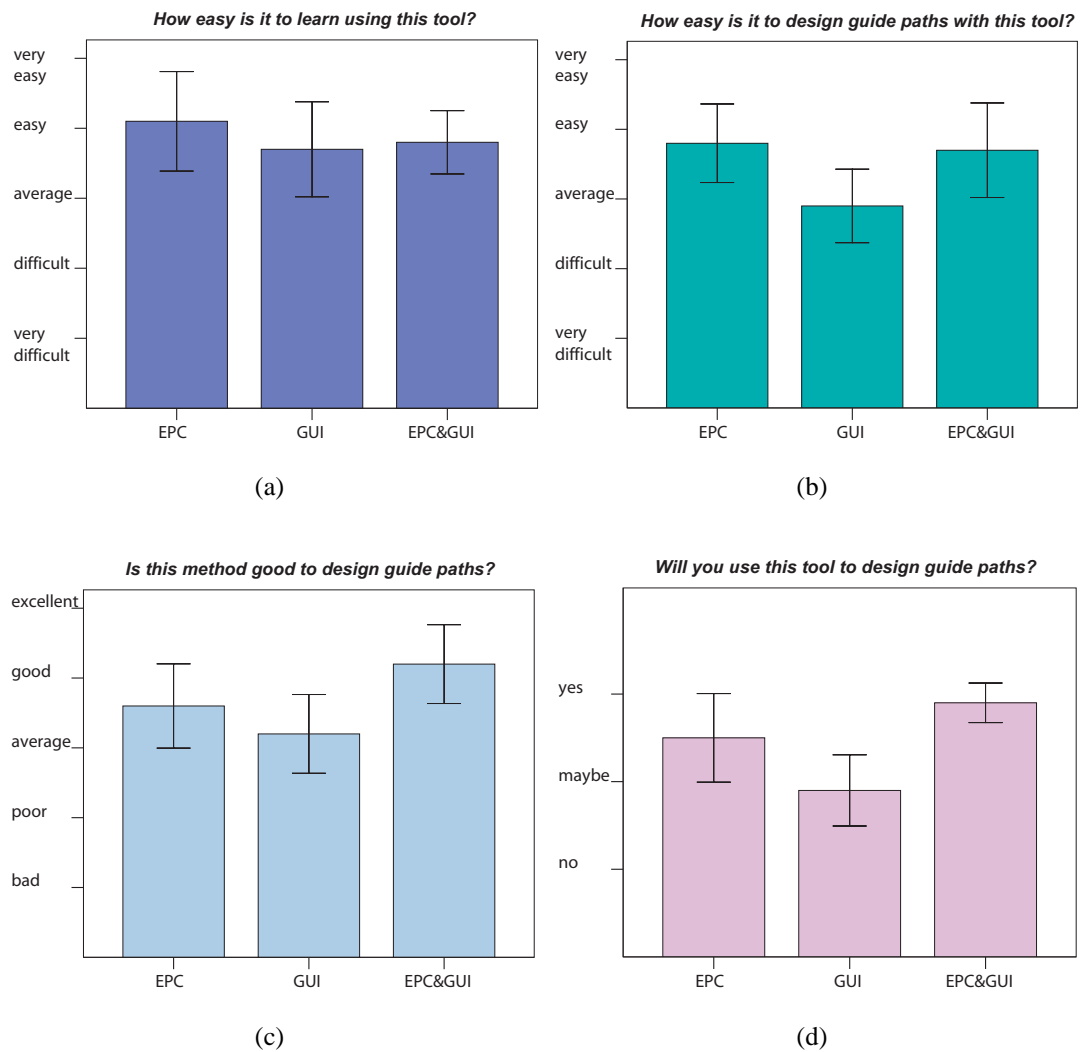 How easy is it to learn using this tool?
very
easy
easy
average
difficult
very
difficult
EPC
GUI
EPC&GUI
(a)
How easy is it to design guide paths with this tool?
very
easy
easy
average
difficult
very
difficult
EPC
GUI
EPC&GUI
(b)
Is this method good to design guide paths?
excellent
good
average
poor
bad
EPC
GUI
EPC&GUI
(c)
Will you use this tool to design guide paths?
yes
maybe
no
EPC
GUI
EPC&GUI
(d)